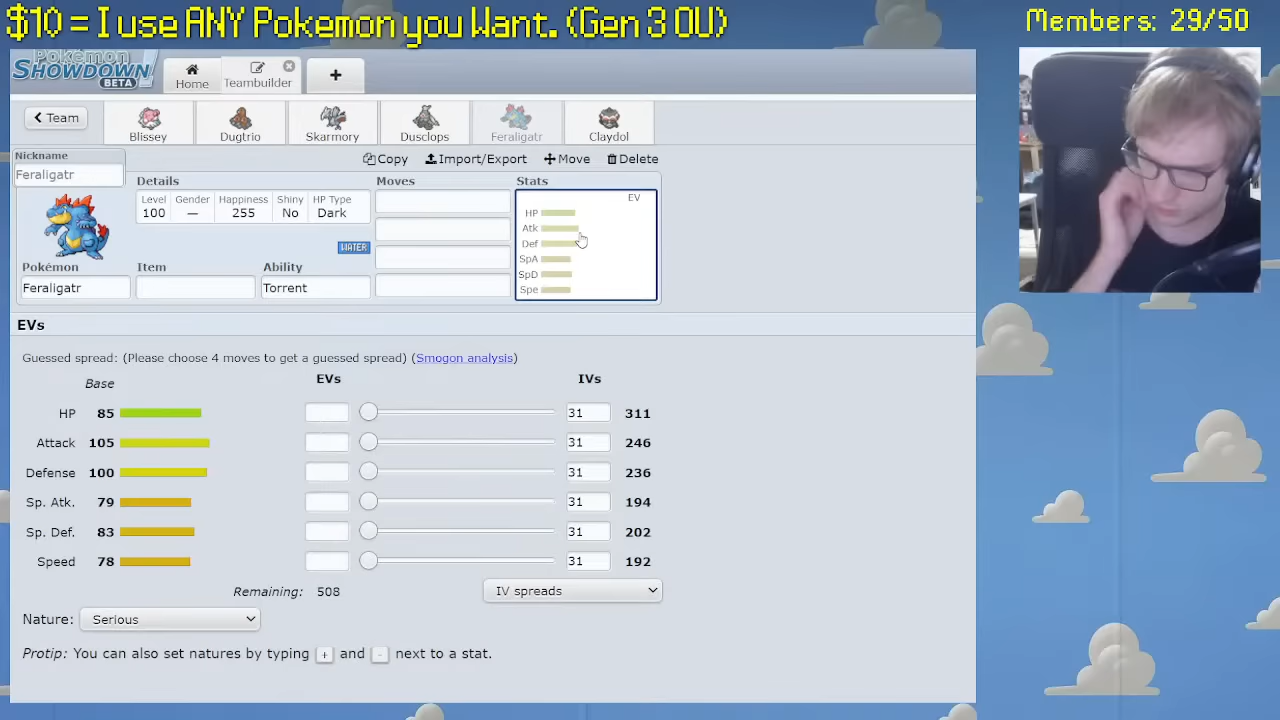 $10 = I use ANY Pokemon you Want. (Gen 3 OU)
Members: 29/50
Pokémon
SHOWDOWN!
BETA
Home
Teambuilder
+
Team
Blissey
Dugtrio
Skarmory
Dusclops
Feraligatr
Claydol
Nickname
Feraligatr
Copy
Import/Export
Move
Delete
Details
Moves
Stats
Level
Gender
Happiness
Shiny
HP Type
100
—
255
No
Dark
EV
HP
Atk
Def
SpA
SpD
Spe
WATER
Pokémon
Item
Ability
Feraligatr
Torrent
EVs
Guessed spread: (Please choose 4 moves to get a guessed spread) (Smogon analysis)
Base
EVs
IVs
HP 85 31 311
Attack 105 31 246
Defense 100 31 236
Sp. Atk. 79 31 194
Sp. Def. 83 31 202
Speed 78 31 192
Remaining: 508
IV spreads
Nature: Serious
Protip: You can also set natures by typing + and - next to a stat.